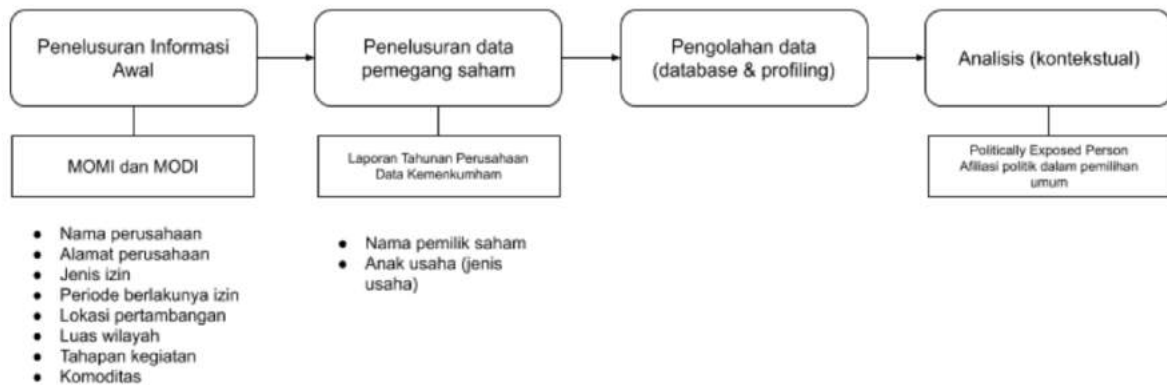 Penelusuran Informasi
Awal
Penelusuran data
pemegang saham
Pengolahan data
(database & profiling)
Analisis (kontekstual)
MOMI dan MODI
Laporan Tahunan Perusahaan
Data Kemenkumham
Politically Exposed Person
Afiliasi politik dalam pemilihan
umum
● Nama perusahaan
● Alamat perusahaan
● Jenis izin
● Periode berlakunya izin
● Lokasi pertambangan
● Luas wilayah
● Tahapan kegiatan
● Komoditas
● Nama pemilik saham
● Anak usaha (jenis
usaha)